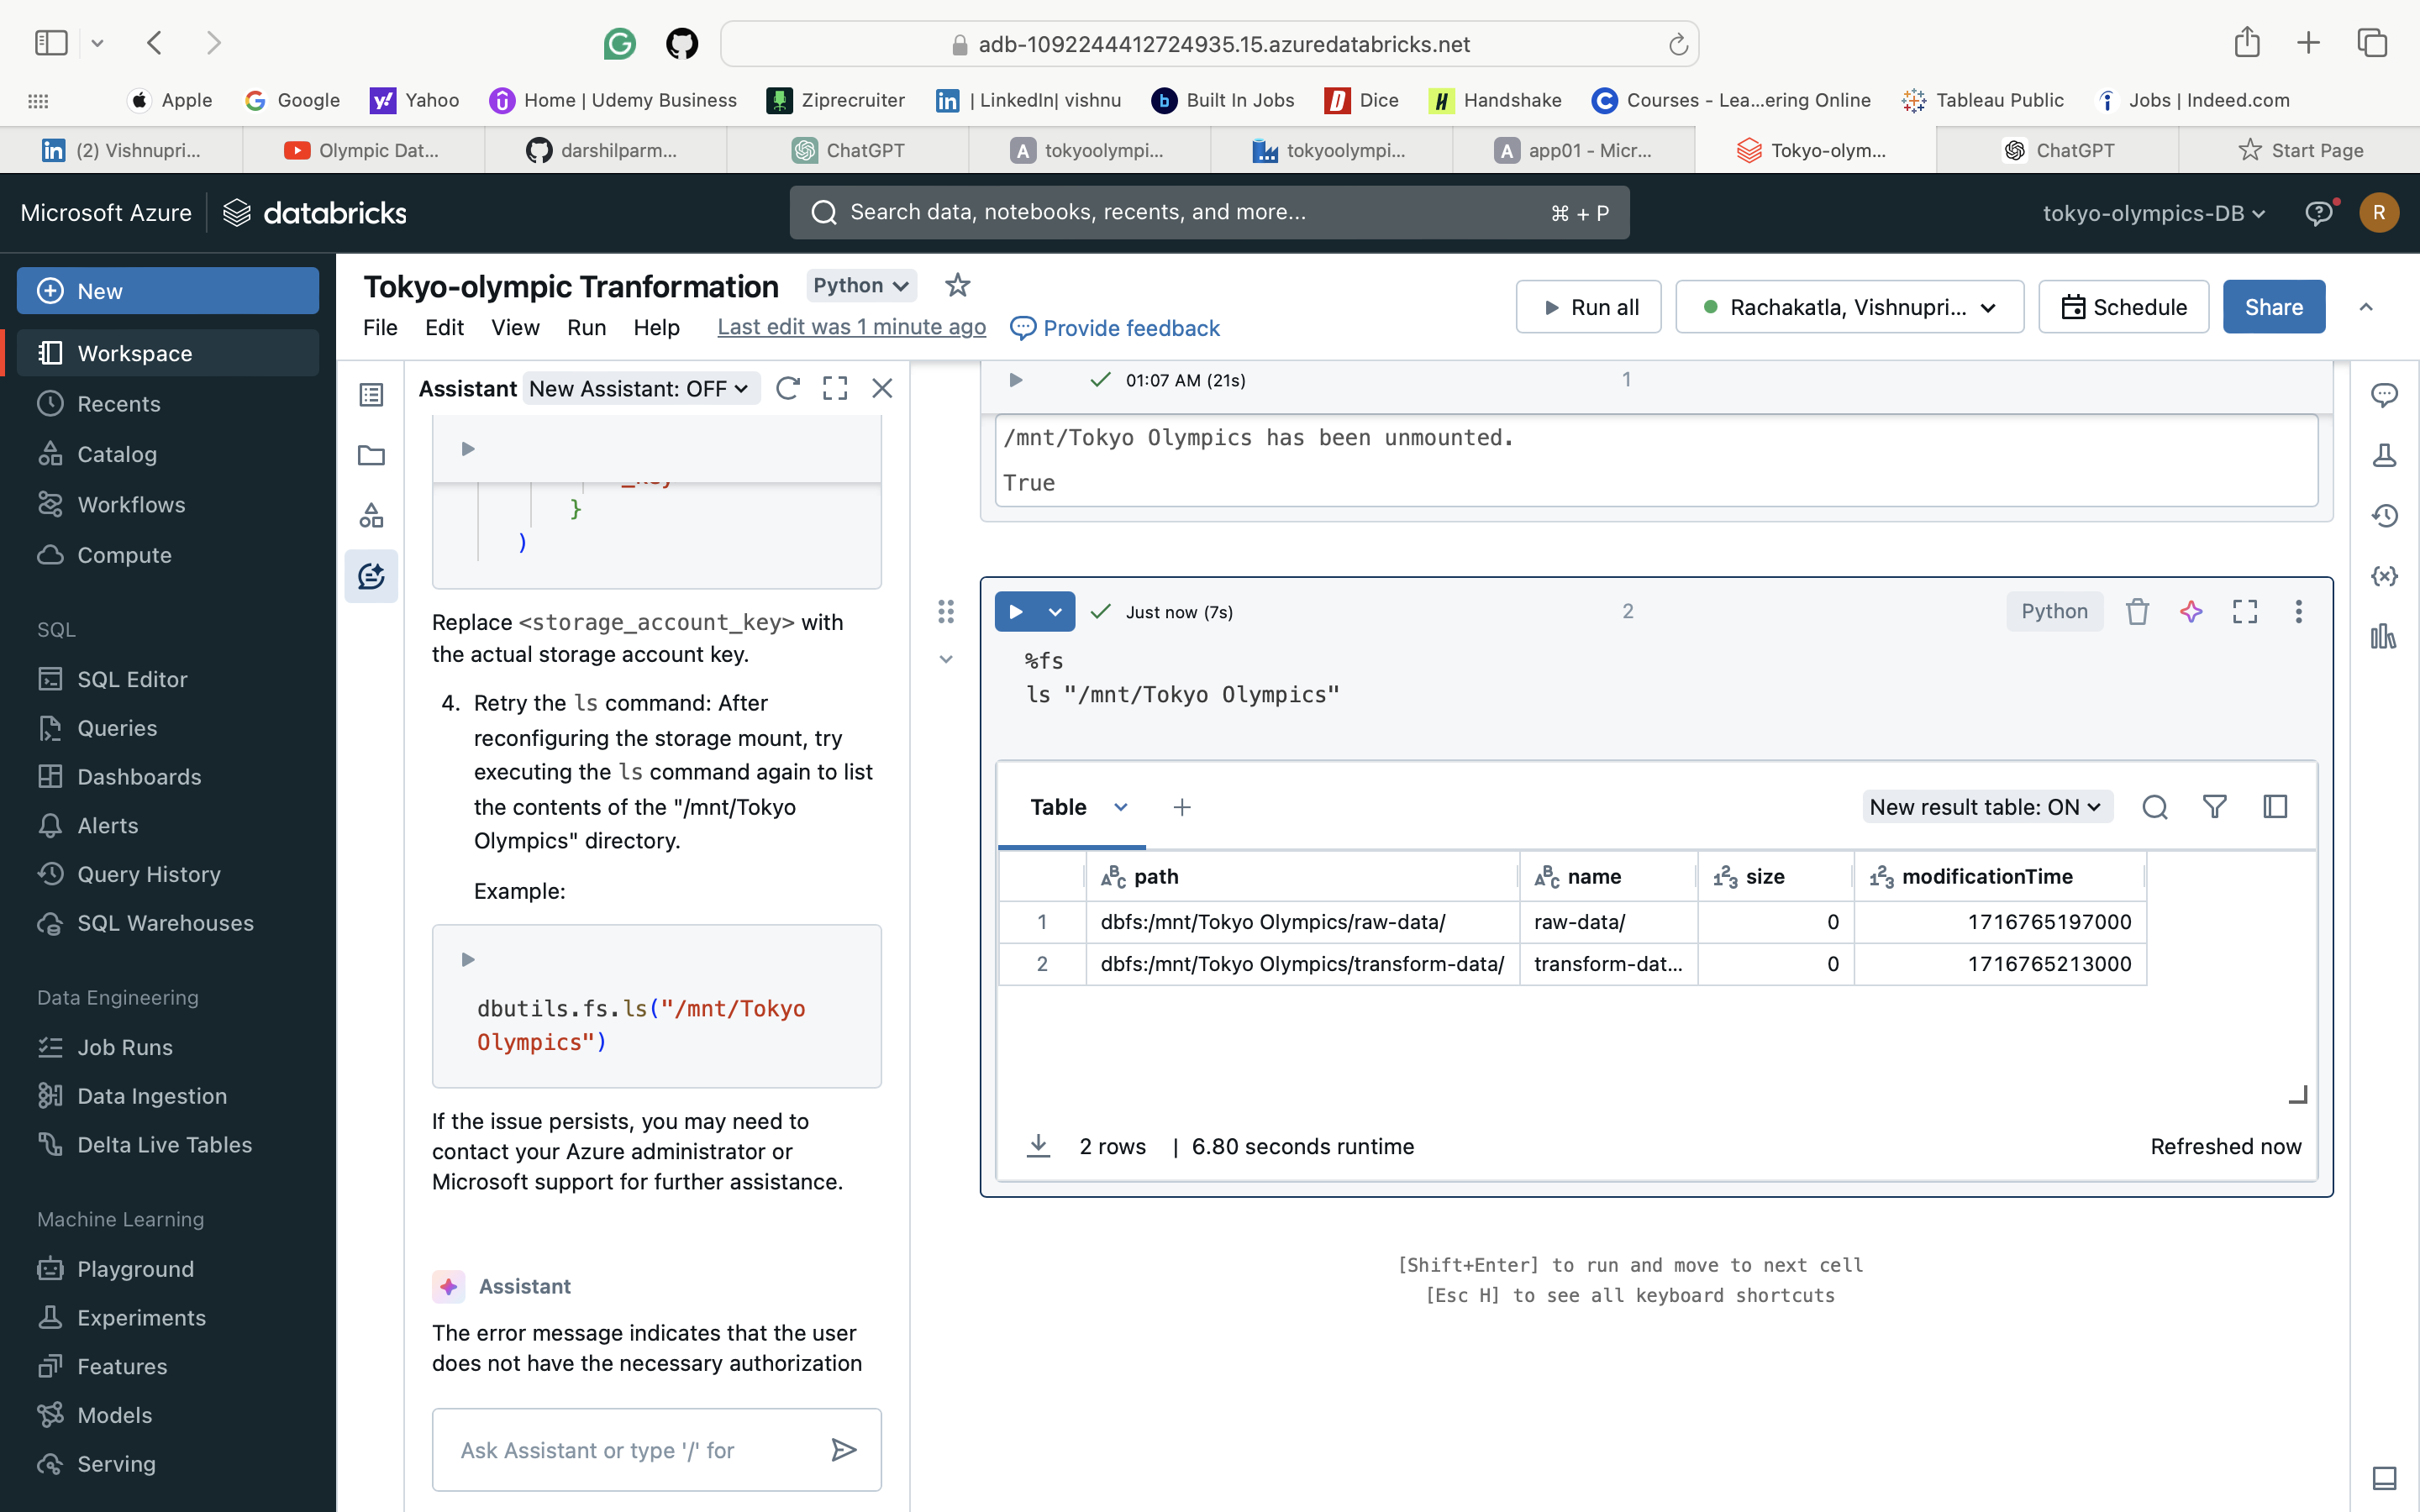 adb-1092244412724935.15.azuredatabricks.net
Apple Google Yahoo Home | Udemy Business Ziprecruiter | LinkedIn| vishnu Built In Jobs Dice Handshake Courses - Lea...ering Online Tableau Public Jobs | Indeed.com
(2) Vishnupri... Olympic Dat... darshilparm... ChatGPT tokyoolympi... tokyoolympi... app01 - Micr... Tokyo-olym... ChatGPT Start Page
Microsoft Azure databricks Search data, notebooks, recents, and more... ⌘ + P tokyo-olympics-DB R
New
Workspace
Recents
Catalog
Workflows
Compute
SQL
SQL Editor
Queries
Dashboards
Alerts
Query History
SQL Warehouses
Data Engineering
Job Runs
Data Ingestion
Delta Live Tables
Machine Learning
Playground
Experiments
Features
Models
Serving
Tokyo-olympic Tranformation Python
File Edit View Run Help Last edit was 1 minute ago Provide feedback
Run all Rachakatla, Vishnupri... Schedule Share
Assistant New Assistant: OFF
}
)
Replace <storage_account_key> with
the actual storage account key.
4. Retry the ls command: After
reconfiguring the storage mount, try
executing the ls command again to list
the contents of the "/mnt/Tokyo
Olympics" directory.
Example:
dbutils.fs.ls("/mnt/Tokyo
Olympics")
If the issue persists, you may need to
contact your Azure administrator or
Microsoft support for further assistance.
Assistant
The error message indicates that the user
does not have the necessary authorization
Ask Assistant or type '/' for
01:07 AM (21s) 1
/mnt/Tokyo Olympics has been unmounted.
True
Just now (7s) 2 Python
%fs
ls "/mnt/Tokyo Olympics"
Table New result table: ON
path name size modificationTime
1 dbfs:/mnt/Tokyo Olympics/raw-data/ raw-data/ 0 1716765197000
2 dbfs:/mnt/Tokyo Olympics/transform-data/ transform-dat... 0 1716765213000
2 rows | 6.80 seconds runtime Refreshed now
[Shift+Enter] to run and move to next cell
[Esc H] to see all keyboard shortcuts